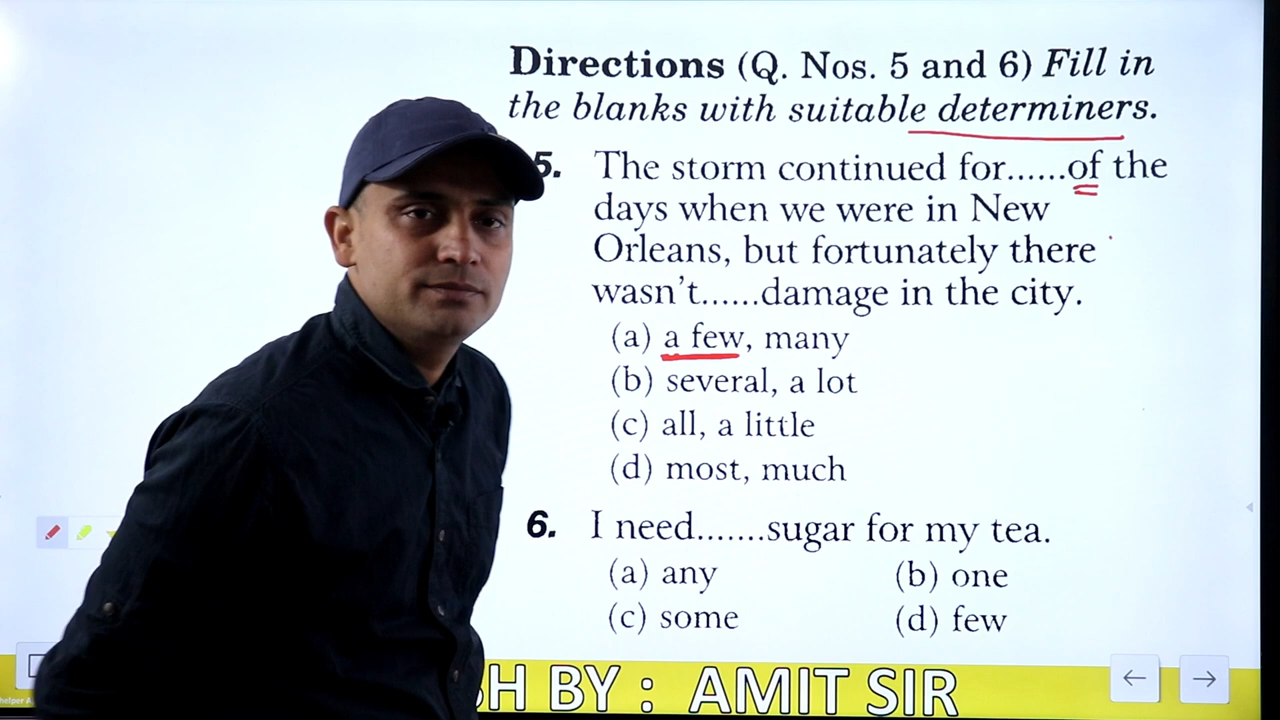 Directions (Q. Nos. 5 and 6) Fill in
the blanks with suitable determiners.
5. The storm continued for......of the
days when we were in New
Orleans, but fortunately there
wasn't......damage in the city.
(a) a few, many
(b) several, a lot
(c) all, a little
(d) most, much
6. I need.......sugar for my tea.
(a) any (b) one
(c) some (d) few
BY : AMIT SIR